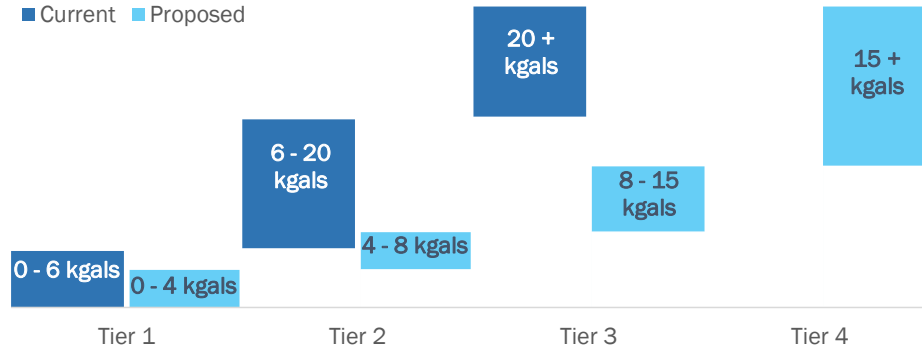 Current Proposed
20 +
kgals
15 +
kgals
6 - 20
kgals
8 - 15
kgals
4 - 8 kgals
0 - 6 kgals
0 - 4 kgals
Tier 1 Tier 2 Tier 3 Tier 4